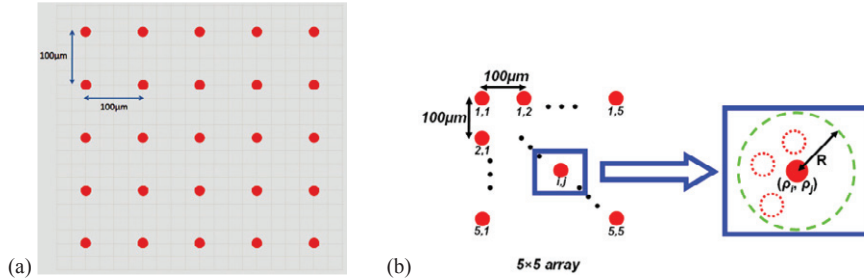 100µm
100µm
(a)
100µm
1,1
1,2
1,5
100µm
2,1
i,j
5,1
5,5
5×5 array
R
(ρi, ρj)
(b)